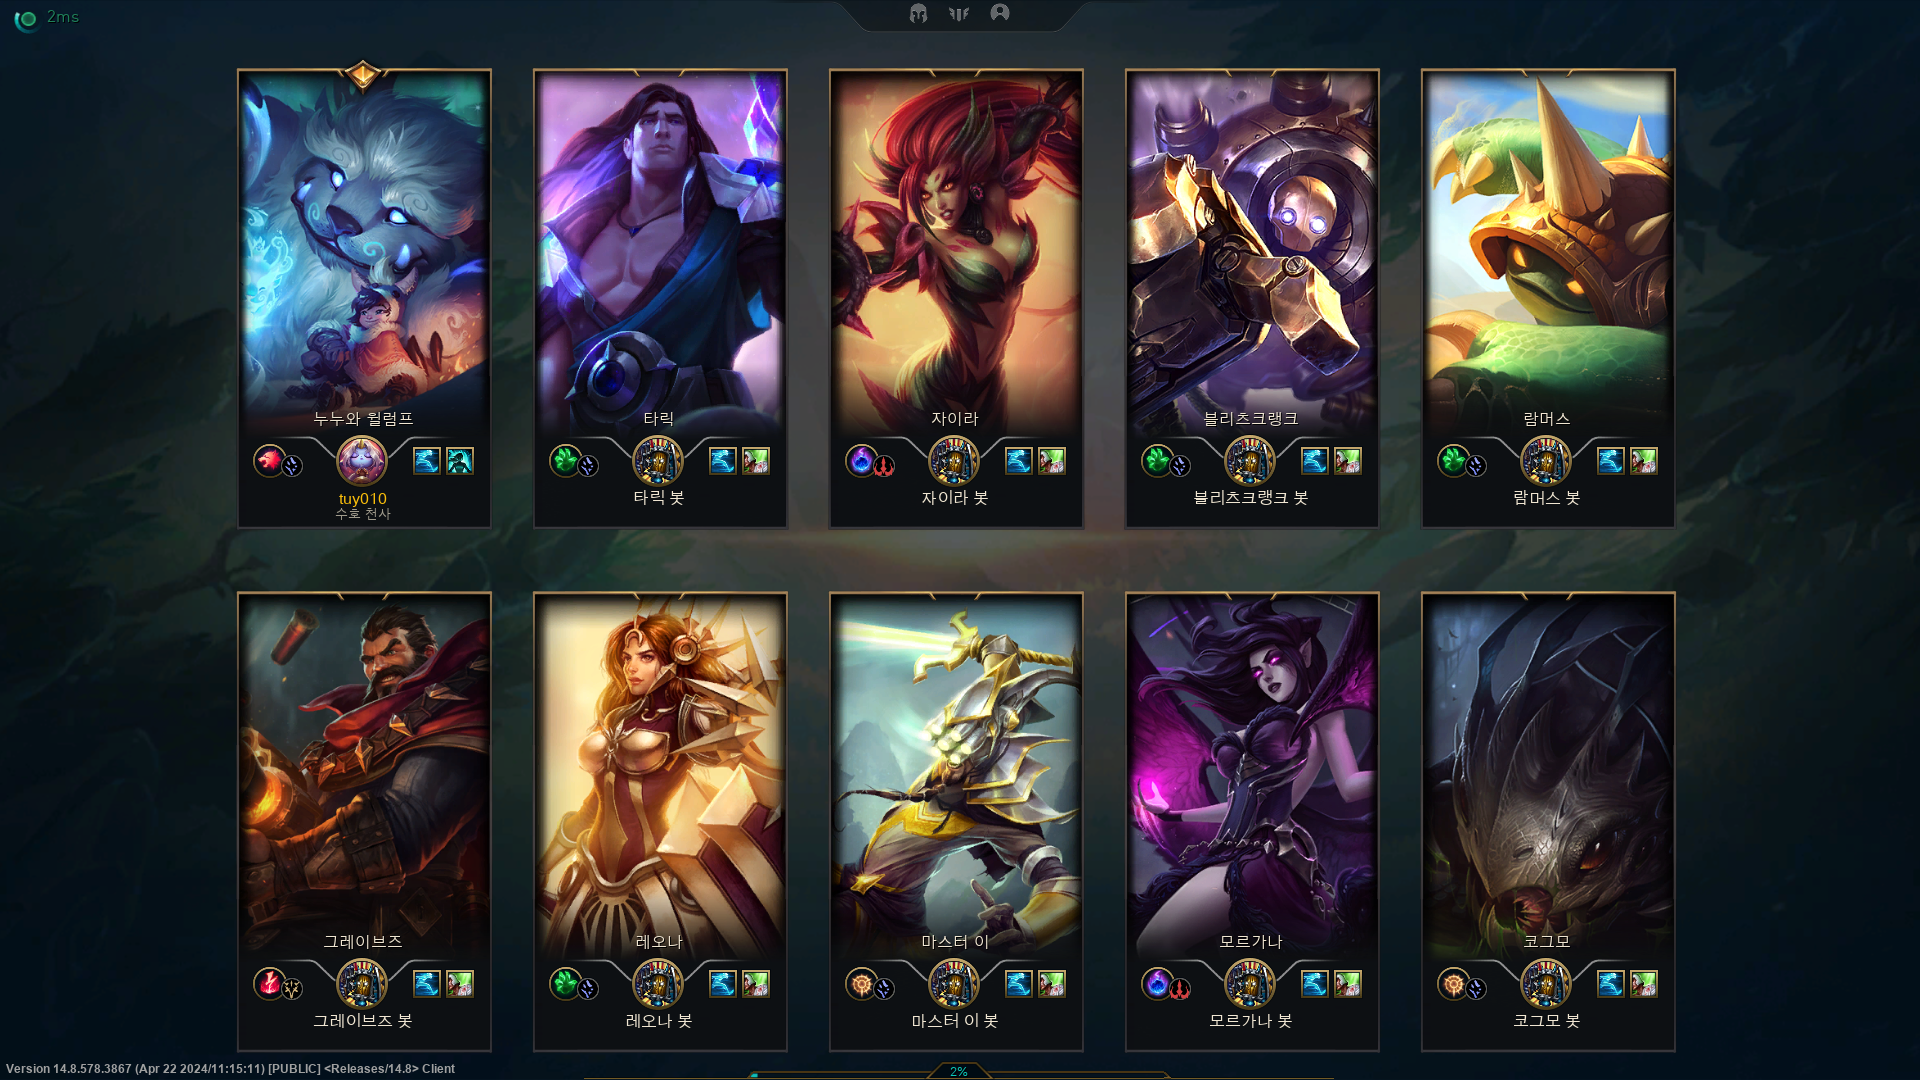 2ms
누누와 윌럼프
타릭
자이라
블리츠크랭크
람머스
tuy010
수호 천사
타릭 봇
자이라 봇
블리츠크랭크 봇
람머스 봇
그레이브즈
레오나
마스터 이
모르가나
코그모
그레이브즈 봇
레오나 봇
마스터 이 봇
모르가나 봇
코그모 봇
Version 14.8.578.3867 (Apr 22 2024/11:15:11) [PUBLIC] <Releases/14.8> Client
2%